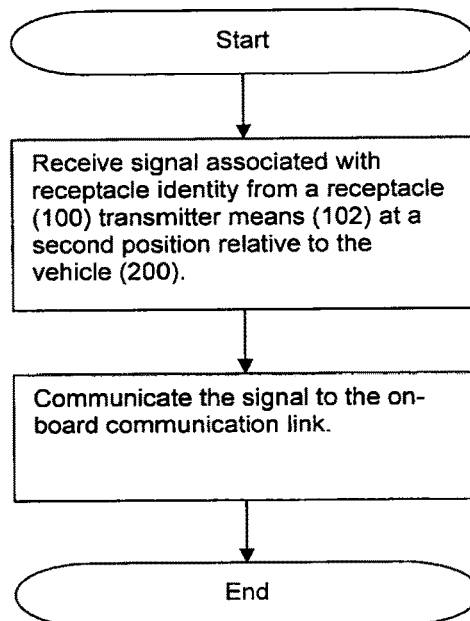 Start
Receive signal associated with
receptacle identity from a receptacle
(100) transmitter means (102) at a
second position relative to the
vehicle (200).
Communicate the signal to the on-
board communication link.
End